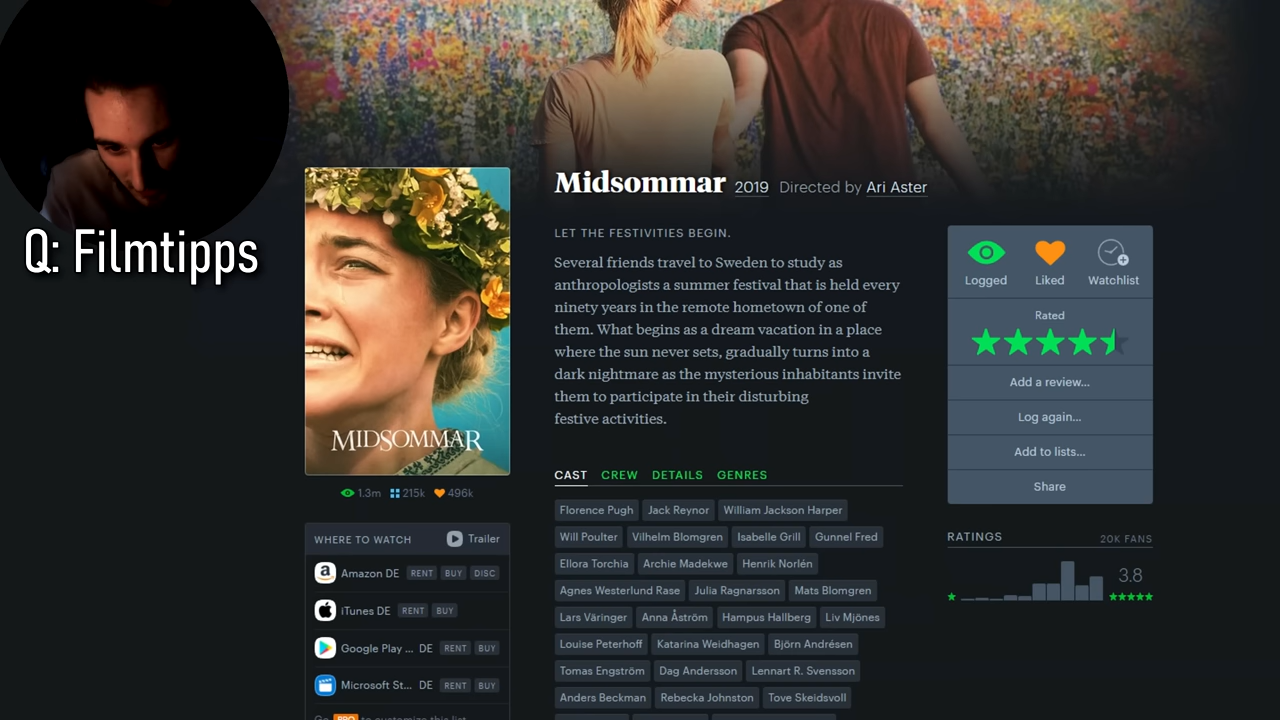 Q: Filmtipps
Midsommar 2019 Directed by Ari Aster
LET THE FESTIVITIES BEGIN.
Several friends travel to Sweden to study as
anthropologists a summer festival that is held every
ninety years in the remote hometown of one of
them. What begins as a dream vacation in a place
where the sun never sets, gradually turns into a
dark nightmare as the mysterious inhabitants invite
them to participate in their disturbing
festive activities.
MIDSOMMAR
1.3m 215k 496k
WHERE TO WATCH Trailer
Amazon DE RENT BUY DISC
iTunes DE RENT BUY
Google Play ... DE RENT BUY
Microsoft St... DE RENT BUY
Go PRO to customize this list
CAST CREW DETAILS GENRES
Florence Pugh Jack Reynor William Jackson Harper
Will Poulter Vilhelm Blomgren Isabelle Grill Gunnel Fred
Ellora Torchia Archie Madekwe Henrik Norlén
Agnes Westerlund Rase Julia Ragnarsson Mats Blomgren
Lars Väringer Anna Åström Hampus Hallberg Liv Mjönes
Louise Peterhoff Katarina Weidhagen Björn Andrésen
Tomas Engström Dag Andersson Lennart R. Svensson
Anders Beckman Rebecka Johnston Tove Skeidsvoll
Logged Liked Watchlist
Rated
Add a review...
Log again...
Add to lists...
Share
RATINGS 20K FANS
3.8